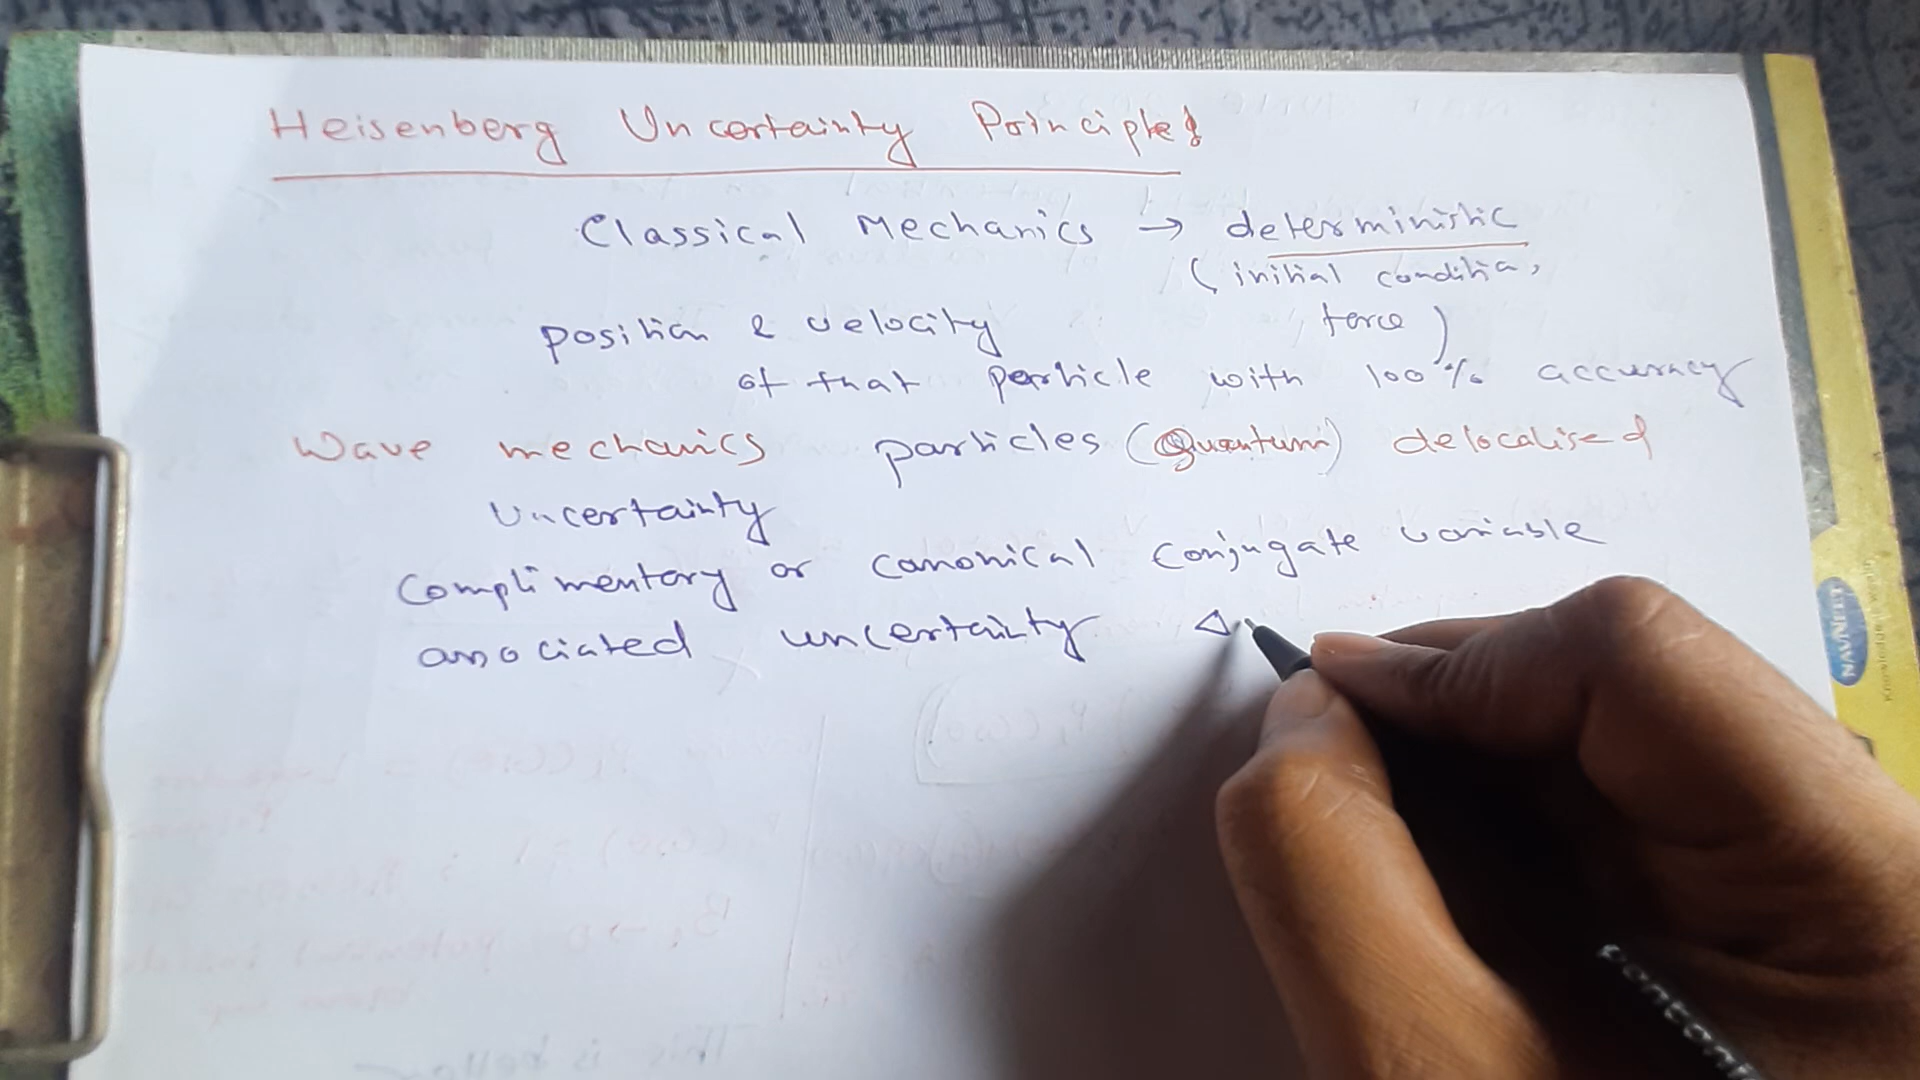 Heisenberg Uncertainty Principle:
Classical Mechanics → deterministic
(initial condition,
force)
position & velocity
of that particle with 100% accuracy
Wave mechanics particles (Quantum) delocalised
Uncertainty
Complimentory or canonical conjugate variable
associated uncertainty Δ
NAVNEET